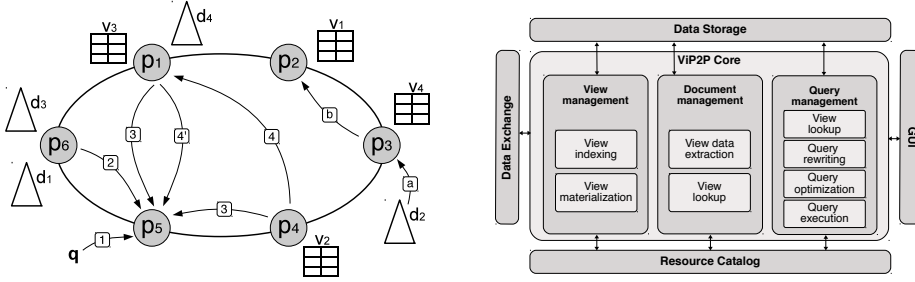 d4
v3
v1
p1
p2
d3
v4
3
4'
4
b
p6
p3
2
a
d1
3
p5
p4
d2
1
q
v2
Data Storage
ViP2P Core
Data Exchange
View
management
View
indexing
View
materialization
Document
management
View data
extraction
View
lookup
Query
management
View
lookup
Query
rewriting
Query
optimization
Query
execution
GUI
Resource Catalog